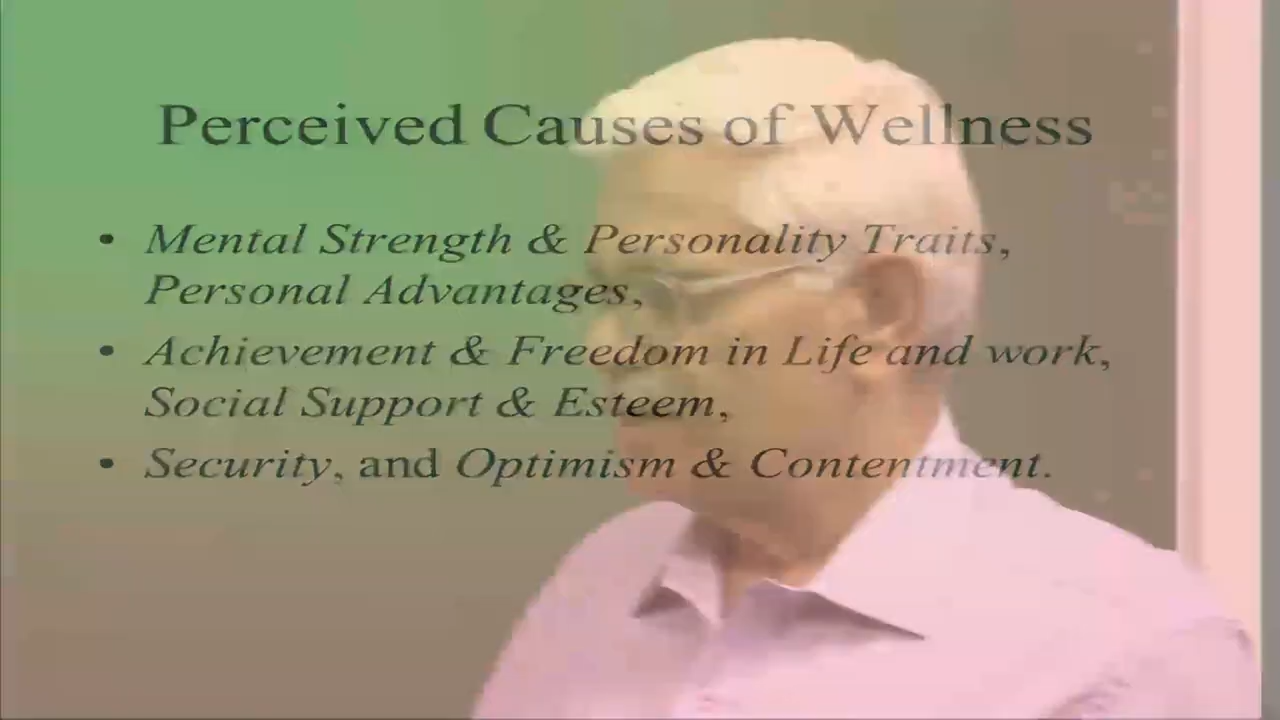 Perceived Causes of Wellness
• Mental Strength & Personality Traits,
Personal Advantages,
• Achievement & Freedom in Life and work,
Social Support & Esteem,
• Security, and Optimism & Contentment.